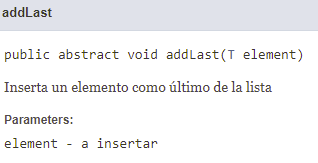 addLast
public abstract void addLast(T element)
Inserta un elemento como último de la lista
Parameters:
element - a insertar